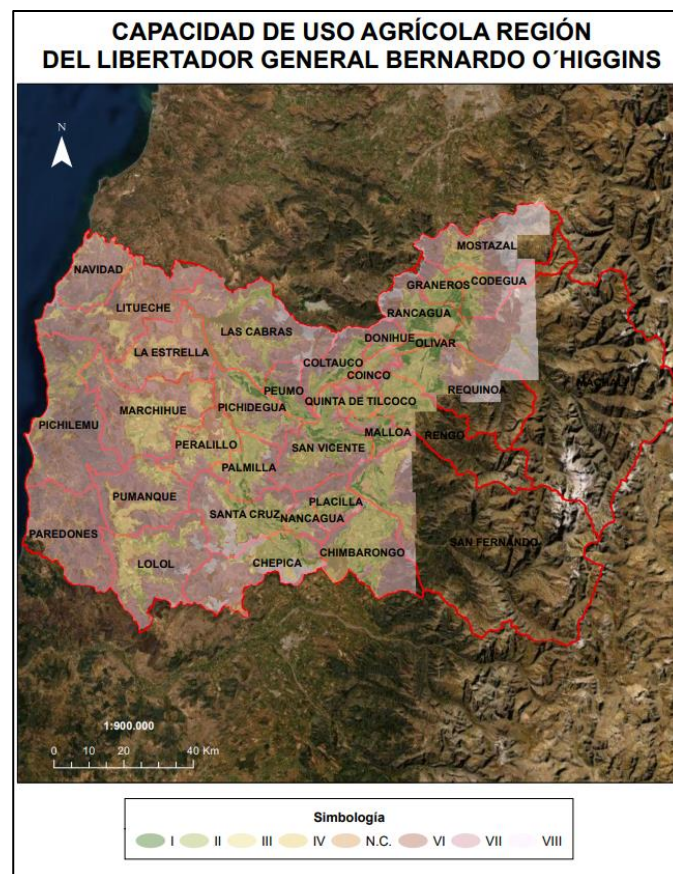 CAPACIDAD DE USO AGRÍCOLA REGIÓN
DEL LIBERTADOR GENERAL BERNARDO O´HIGGINS
N
MOSTAZAL
NAVIDAD
GRANEROS
CODEGUA
LITUECHE
RANCAGUA
LAS CABRAS
DONIHUE
OLIVAR
LA ESTRELLA
COLTAUCO
COINCO
MACHALI
PEUMO
REQUINOA
QUINTA DE TILCOCO
MARCHIHUE
PICHIDEGUA
PICHILEMU
MALLOA
RENGO
PERALILLO
SAN VICENTE
PALMILLA
PUMANQUE
PLACILLA
SANTA CRUZ
NANCAGUA
PAREDONES
SAN FERNANDO
CHIMBARONGO
LOLOL
CHEPICA
1:900.000
0 10 20 40 Km
Simbología
I II III IV N.C. VI VII VIII